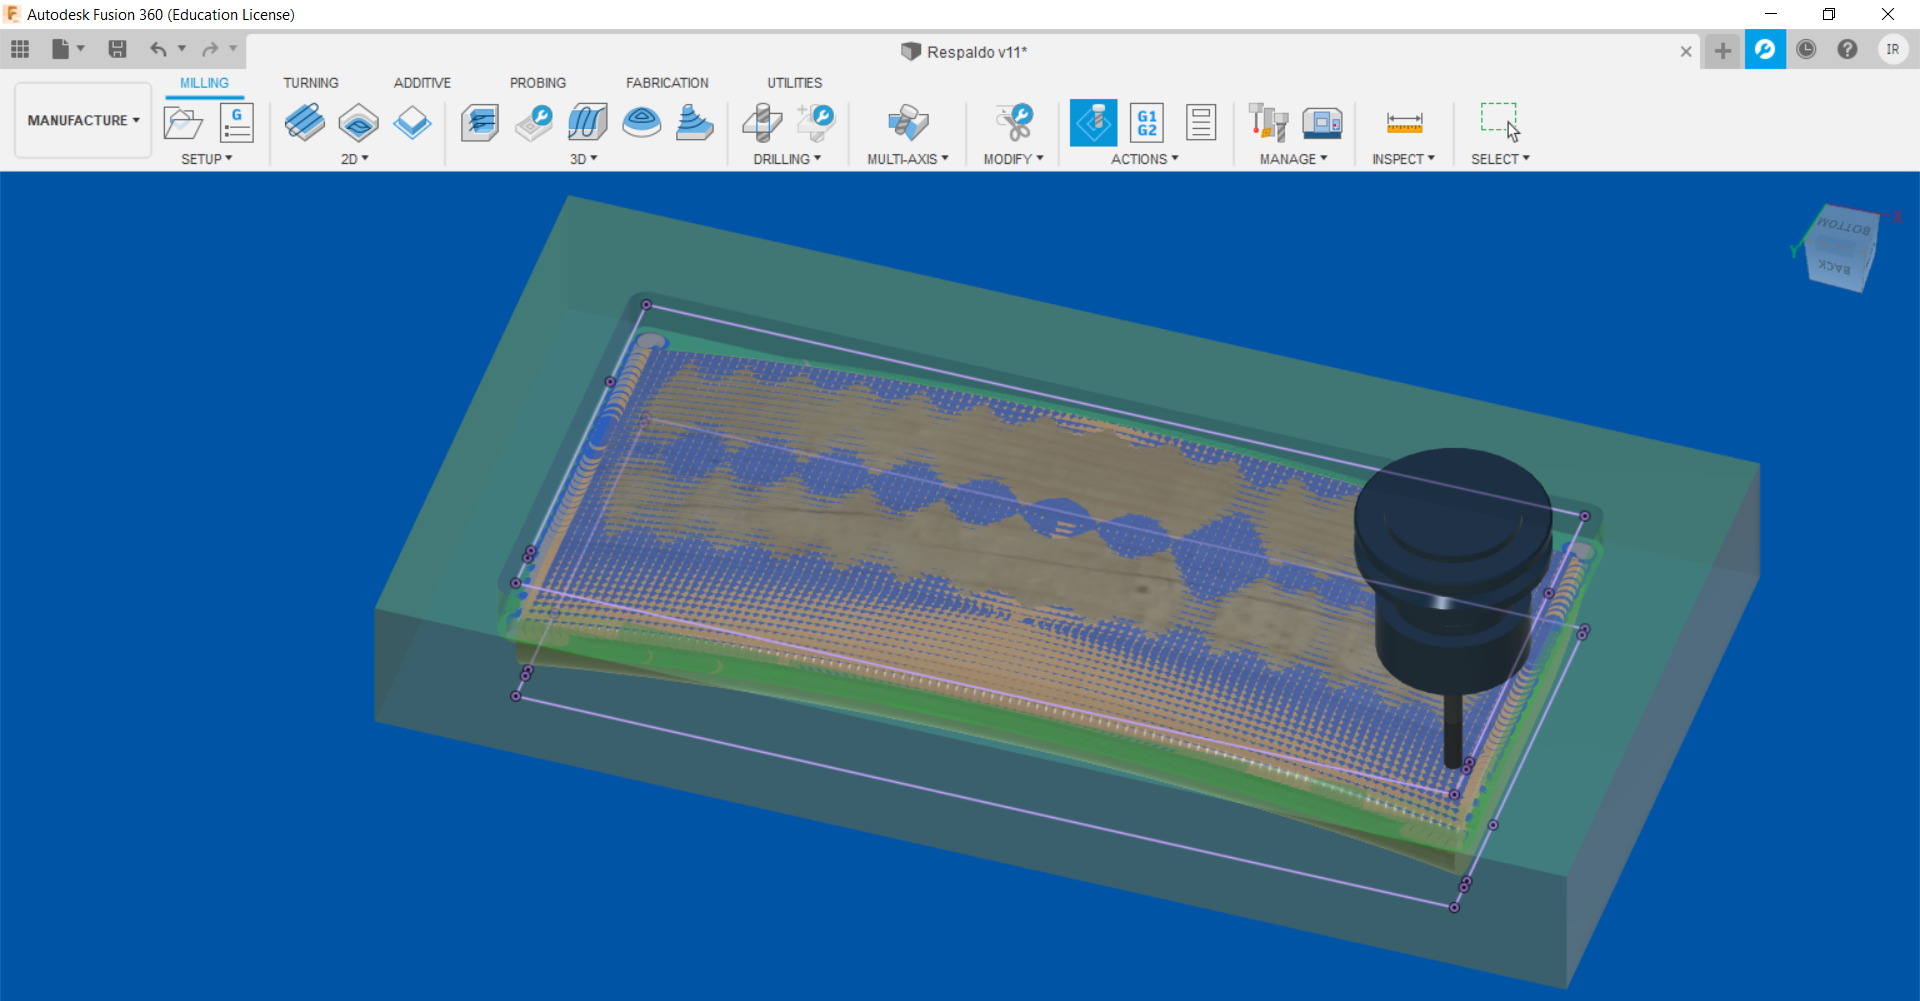 Autodesk Fusion 360 (Education License)
Respaldo v11*
IR
MANUFACTURE
MILLING TURNING ADDITIVE PROBING FABRICATION UTILITIES
G
G1
G2
SETUP 2D 3D DRILLING MULTI-AXIS MODIFY ACTIONS MANAGE INSPECT SELECT
X
BOTTOM
Y
BACK